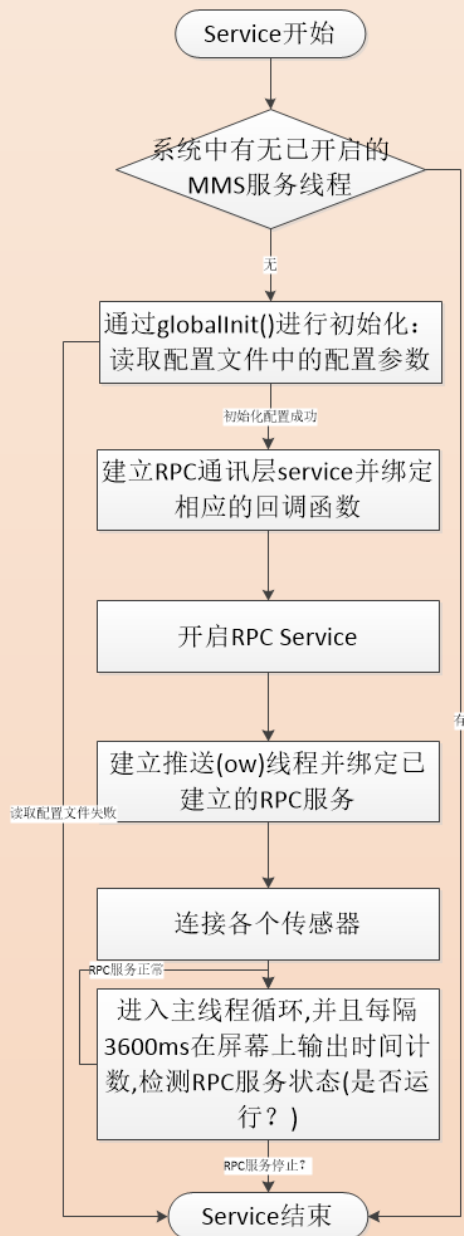 Service开始
系统中有无已开启的
MMS服务线程
无
通过globalInit()进行初始化：
读取配置文件中的配置参数
初始化配置成功
建立RPC通讯层service并绑定
相应的回调函数
开启RPC Service
有
建立推送(ow)线程并绑定已
建立的RPC服务
读取配置文件失败
连接各个传感器
RPC服务正常
进入主线程循环,并且每隔
3600ms在屏幕上输出时间计
数,检测RPC服务状态(是否运
行？)
RPC服务停止?
Service结束